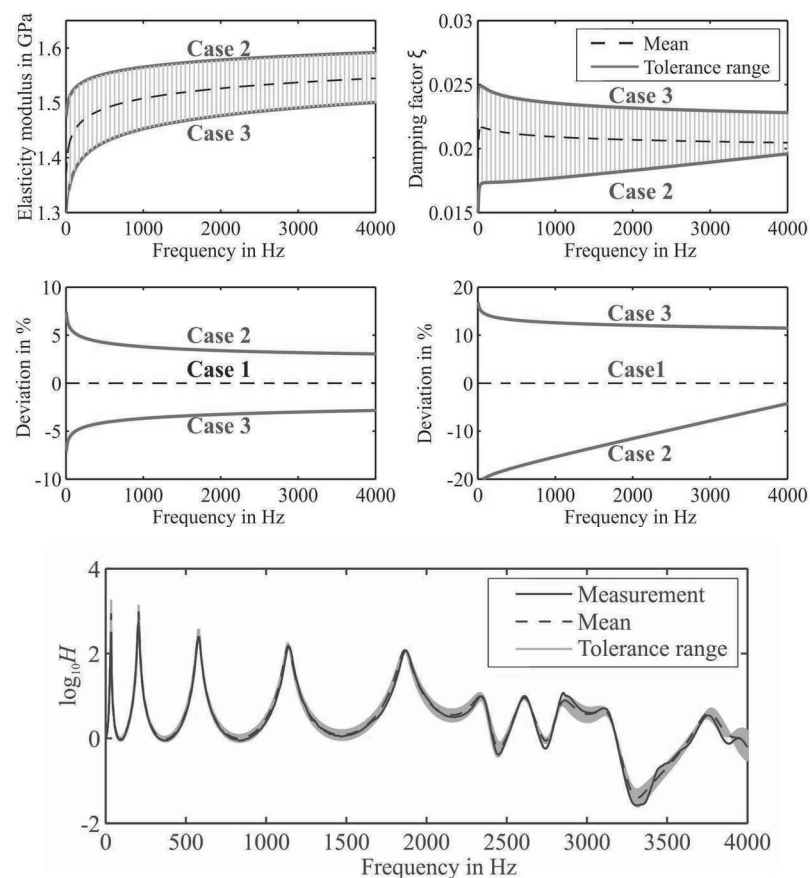 Elasticity modulus in GPa
1.6
1.5
1.4
1.3
Case 2
Case 3
0 1000 2000 3000 4000
Frequency in Hz
Damping factor ξ
0.03
0.025
0.02
0.015
Mean
Tolerance range
Case 3
Case 2
0 1000 2000 3000 4000
Frequency in Hz
Deviation in %
10
5
0
-5
-10
Case 2
Case 1
Case 3
0 1000 2000 3000 4000
Frequency in Hz
Deviation in %
20
10
0
-10
-20
Case 3
Case1
Case 2
0 1000 2000 3000 4000
Frequency in Hz
log₁₀H
4
2
0
-2
Measurement
Mean
Tolerance range
0 500 1000 1500 2000 2500 3000 3500 4000
Frequency in Hz